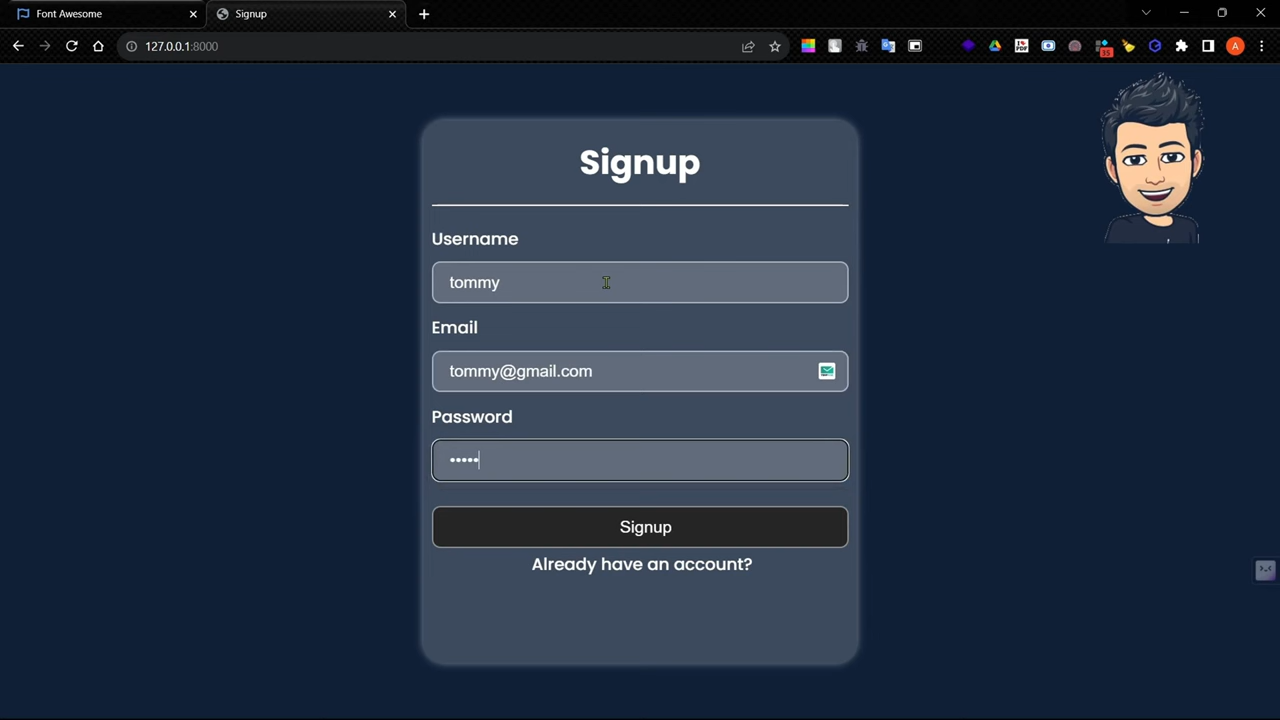 Font Awesome
Signup
127.0.0.1:8000
35
A
Signup
Username
tommy
Email
tommy@gmail.com
Password
•••••
Signup
Already have an account?